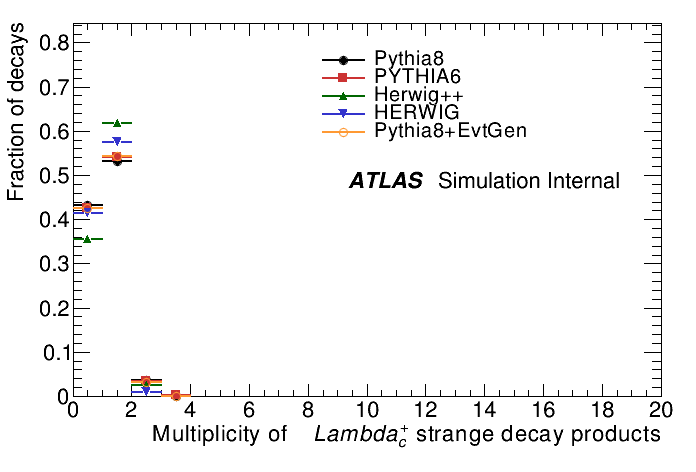 Fraction of decays
0.8
0.7
0.6
0.5
0.4
0.3
0.2
0.1
0
Pythia8
PYTHIA6
Herwig++
HERWIG
Pythia8+EvtGen
ATLAS Simulation Internal
0 2 4 6 8 10 12 14 16 18 20
Multiplicity of Lambda_c^+ strange decay products